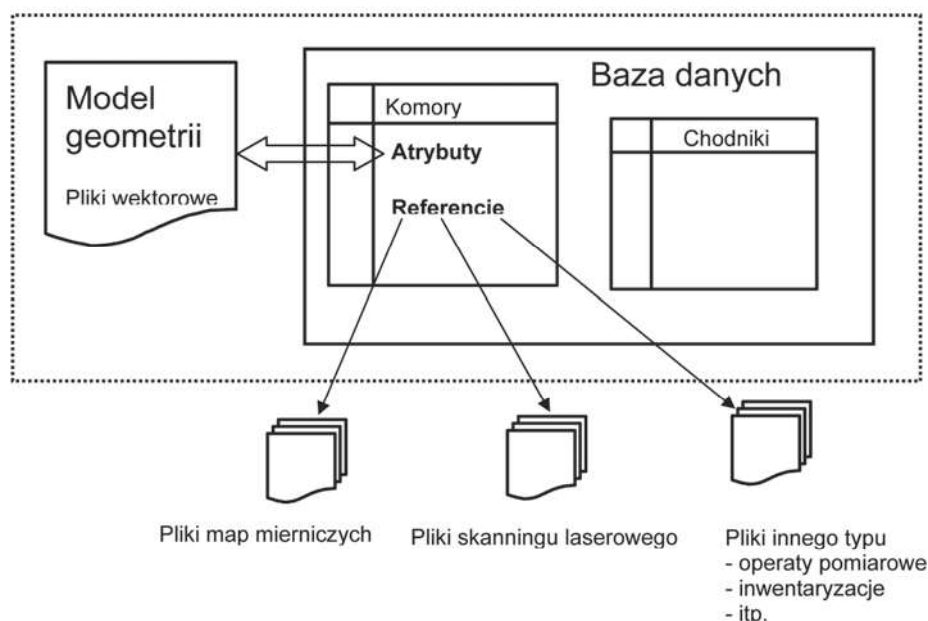 Baza danych
Model
geometrii
Pliki wektorowe
Komory
Atrybuty
Referencie
Chodniki
Pliki map mierniczych
Pliki skanningu laserowego
Pliki innego typu
- operaty pomiarowe
- inwentaryzacje
- itp.